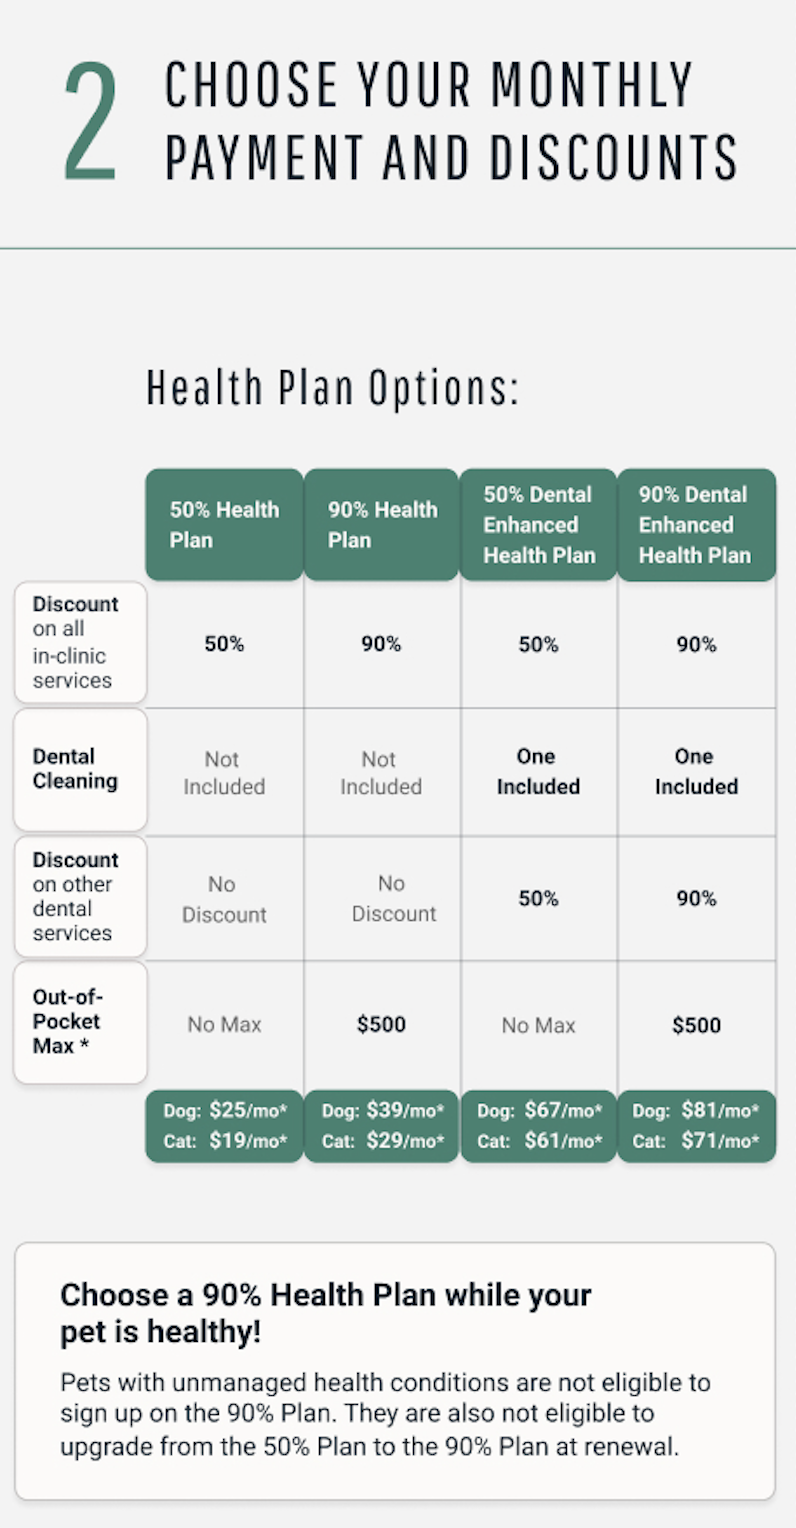 2
CHOOSE YOUR MONTHLY
PAYMENT AND DISCOUNTS
Health Plan Options:
50% Health
Plan
90% Health
Plan
50% Dental
Enhanced
Health Plan
90% Dental
Enhanced
Health Plan
Discount
on all
in-clinic
services
50%
90%
50%
90%
Dental
Cleaning
Not
Included
Not
Included
One
Included
One
Included
Discount
on other
dental
services
No
Discount
No
Discount
50%
90%
Out-of-
Pocket
Max *
No Max
$500
No Max
$500
Dog: $25/mo*
Cat: $19/mo*
Dog: $39/mo*
Cat: $29/mo*
Dog: $67/mo*
Cat: $61/mo*
Dog: $81/mo*
Cat: $71/mo*
Choose a 90% Health Plan while your
pet is healthy!
Pets with unmanaged health conditions are not eligible to
sign up on the 90% Plan. They are also not eligible to
upgrade from the 50% Plan to the 90% Plan at renewal.